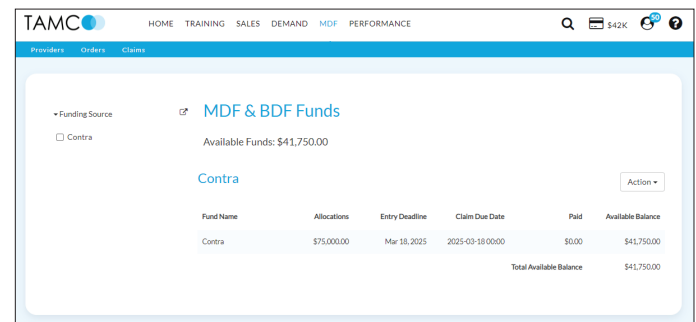 TAMCO HOME TRAINING SALES DEMAND MDF PERFORMANCE $42K 50 ?
Providers Orders Claims
Funding Source
Contra
MDF & BDF Funds
Available Funds: $41,750.00
Contra
Action
Fund Name Allocations Entry Deadline Claim Due Date Paid Available Balance
Contra $75,000.00 Mar 18, 2025 2025-03-18 00:00 $0.00 $41,750.00
Total Available Balance $41,750.00